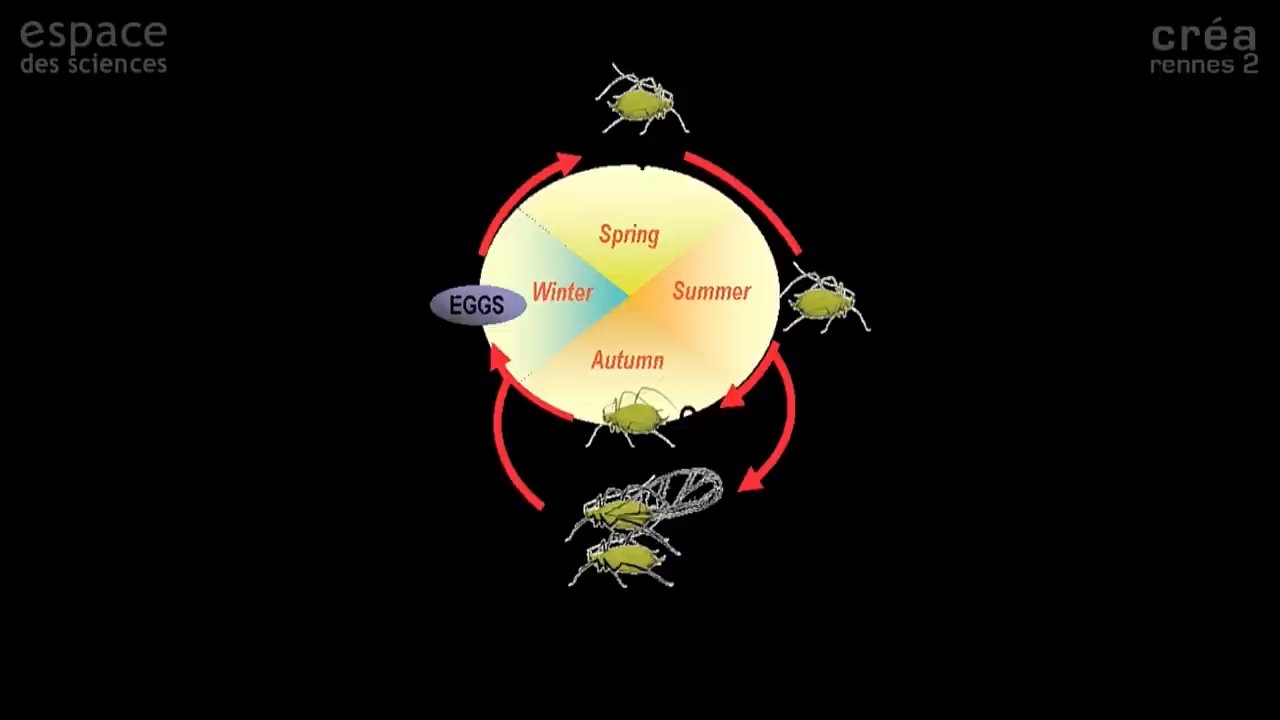 espace
des sciences
créa
rennes 2
Spring
Winter
Summer
EGGS
Autumn